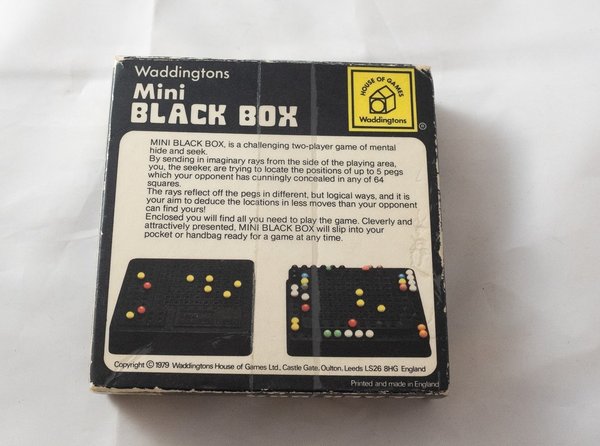 Waddingtons
Mini
BLACK BOX
HOUSE OF GAMES
Waddingtons
®
MINI BLACK BOX, is a challenging two-player game of mental
hide and seek.
By sending in imaginary rays from the side of the playing area,
you, the seeker, are trying to locate the positions of up to 5 pegs
which your opponent has cunningly concealed in any of 64
squares.
The rays reflect off the pegs in different, but logical ways, and it is
your aim to deduce the locations in less moves than your opponent
can find yours!
Enclosed you will find all you need to play the game. Cleverly and
attractively presented, MINI BLACK BOX will slip into your
pocket or handbag ready for a game at any time.
Copyright © 1979 Waddingtons House of Games Ltd., Castle Gate, Oulton, Leeds LS26 8HG England
Printed and made in England